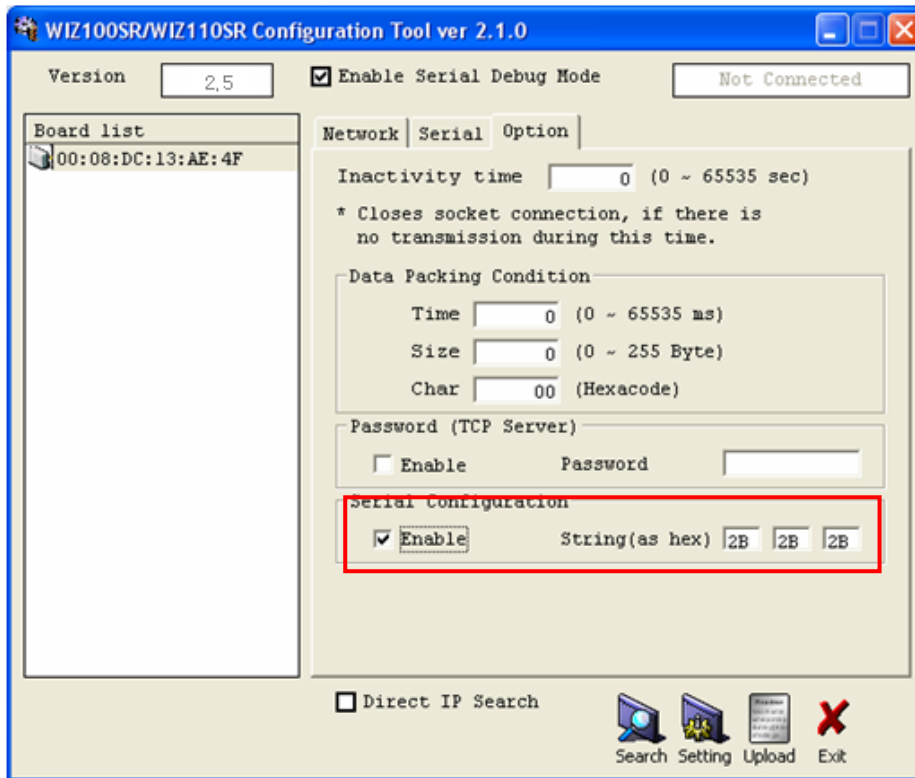 WIZ100SR/WIZ110SR Configuration Tool ver 2.1.0
Version 2,5 Enable Serial Debug Mode Not Connected
Board list
00:08:DC:13:AE:4F
Network Serial Option
Inactivity time 0 (0 ~ 65535 sec)
* Closes socket connection, if there is
no transmission during this time.
Data Packing Condition
Time 0 (0 ~ 65535 ms)
Size 0 (0 ~ 255 Byte)
Char 00 (Hexacode)
Password (TCP Server)
Enable Password
Serial Configuration
Enable String(as hex) 2B 2B 2B
Direct IP Search
Search Setting Upload Exit